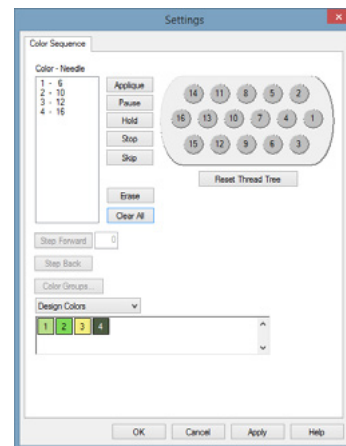 Settings
x
Color Sequence
Color - Needle
1 - 6
2 - 10
3 - 12
4 - 16
Applique
Pause
Hold
Stop
Skip
Erase
Clear All
14 11 8 5 2
16 13 10 7 4 1
15 12 9 6 3
Reset Thread Tree
Step Forward 0
Step Back
Color Groups...
Design Colors
1 2 3 4
OK Cancel Apply Help